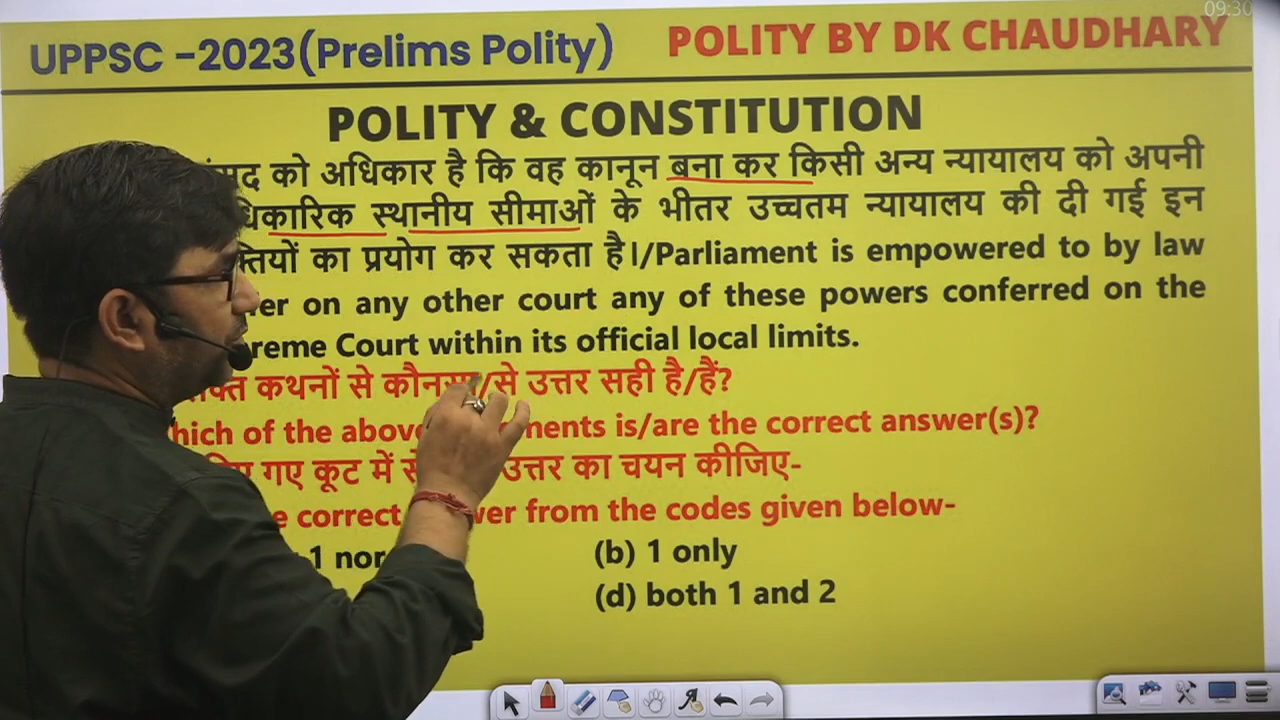 09:30
UPPSC -2023(Prelims Polity) POLITY BY DK CHAUDHARY
POLITY & CONSTITUTION
को अधिकार है कि वह कानून बना कर किसी अन्य न्यायालय को अपनी
स्थानीय सीमाओं के भीतर उच्चतम न्यायालय की दी गई इन
का प्रयोग कर सकता है।/Parliament is empowered to by law
on any other court any of these powers conferred on the
Court within its official local limits.
कथनों से उत्तर सही है/हैं?
of the above is/are the correct answer(s)?
गए कूट में उत्तर का चयन कीजिए-
correct from the codes given below-
1 (b) 1 only
(d) both 1 and 2